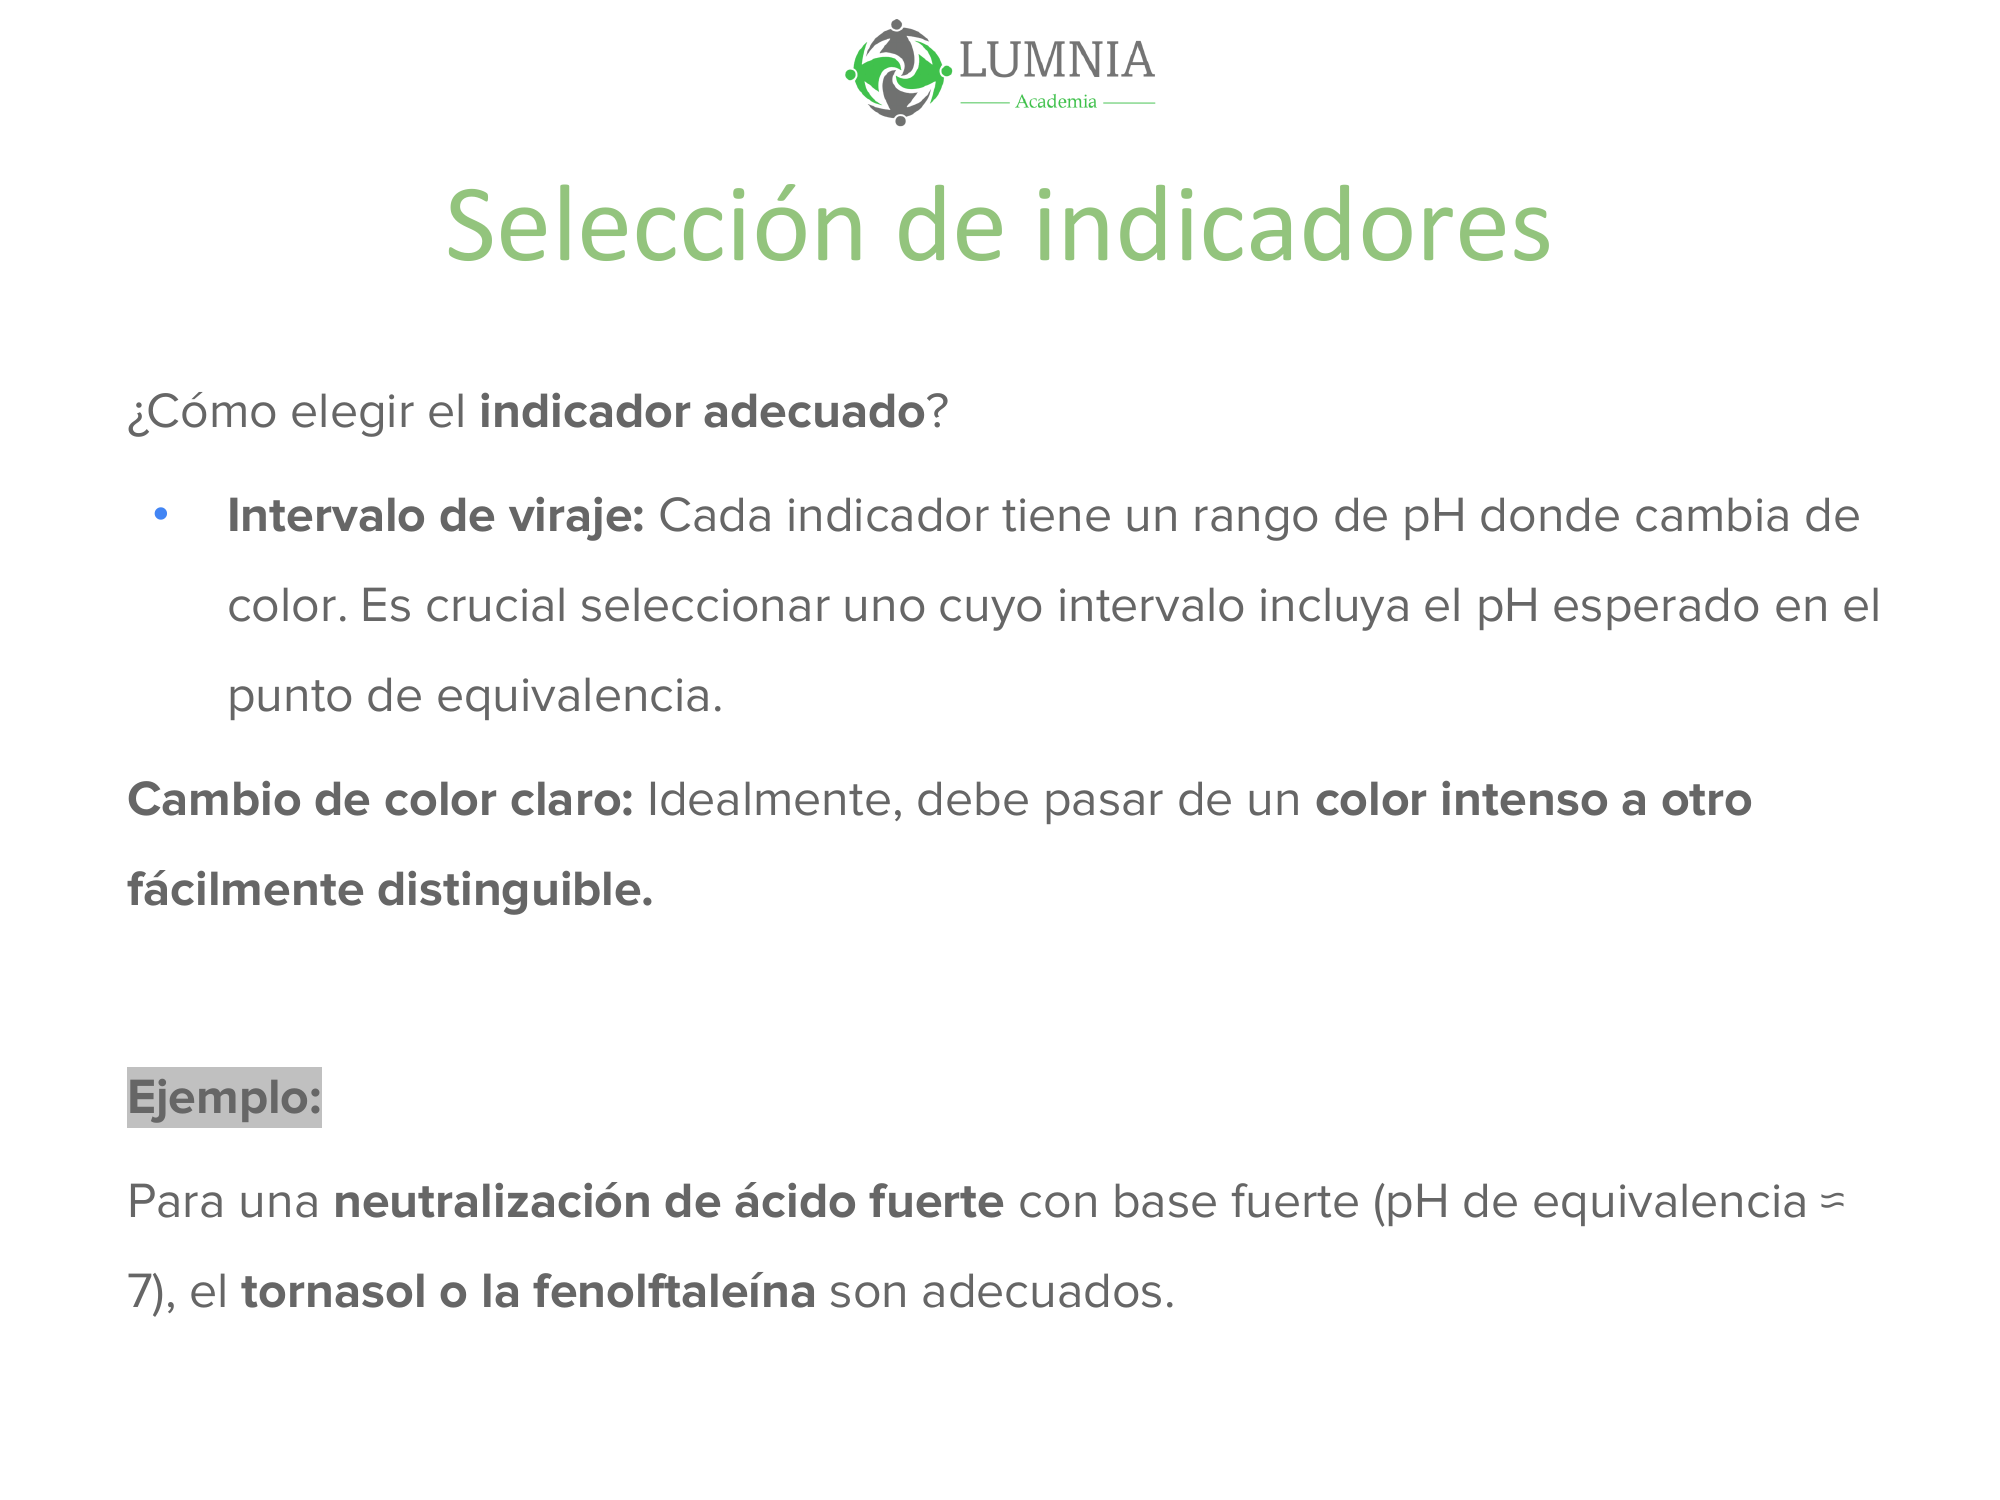 LUMNIA
Academia
Selección de indicadores
¿Cómo elegir el indicador adecuado?
• Intervalo de viraje: Cada indicador tiene un rango de pH donde cambia de
color. Es crucial seleccionar uno cuyo intervalo incluya el pH esperado en el
punto de equivalencia.
Cambio de color claro: Idealmente, debe pasar de un color intenso a otro
fácilmente distinguible.
Ejemplo:
Para una neutralización de ácido fuerte con base fuerte (pH de equivalencia ≈
7), el tornasol o la fenolftaleína son adecuados.